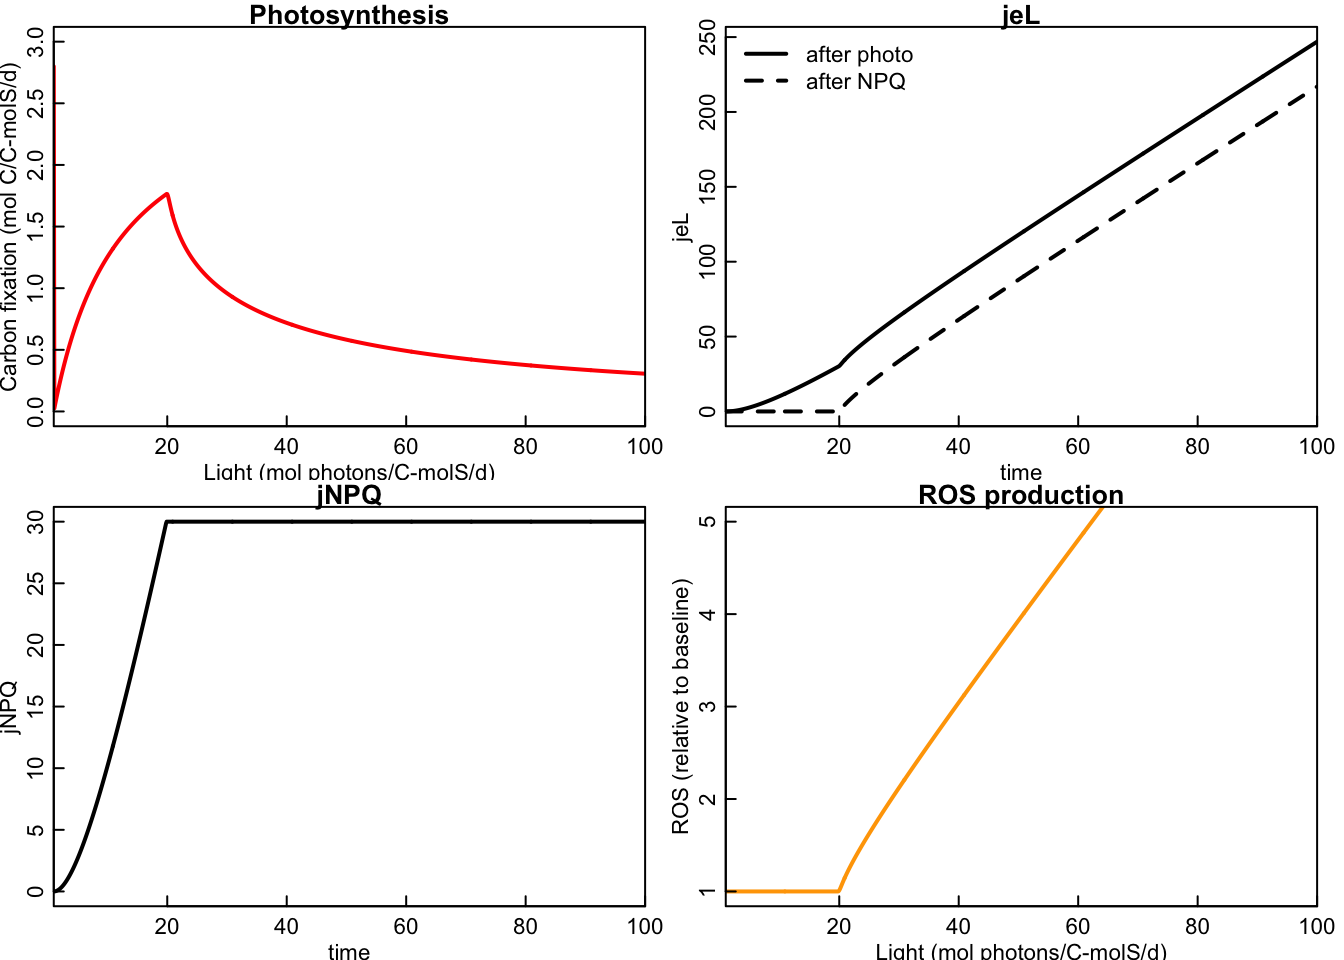 Photosynthesis
Carbon fixation (mol C/C-molS/d)
3.0
2.5
2.0
1.5
1.0
0.5
0.0
20 40 60 80 100
Light (mol photons/C-molS/d)
jeL
jeL
250
200
150
100
50
0
after photo
after NPQ
20 40 60 80 100
time
jNPQ
jNPQ
30
25
20
15
10
5
0
20 40 60 80 100
time
ROS production
ROS (relative to baseline)
5
4
3
2
1
20 40 60 80 100
Light (mol photons/C-molS/d)